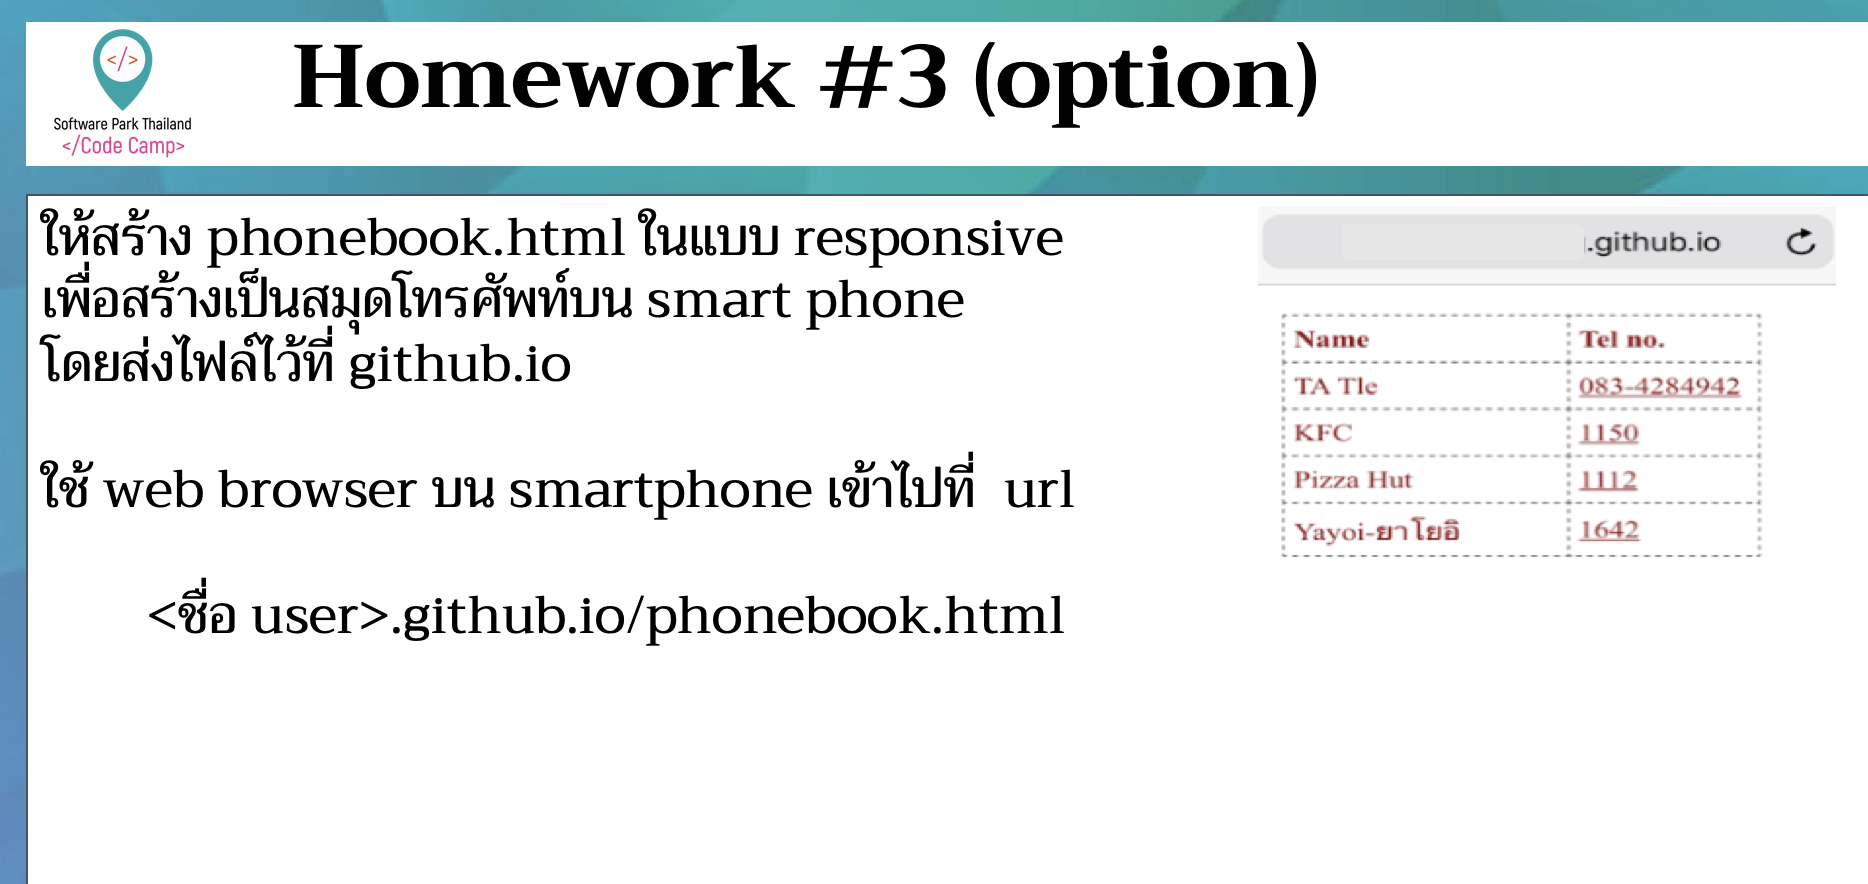 </>
Software Park Thailand
</Code Camp>
Homework #3 (option)
ให้สร้าง phonebook.html ในแบบ responsive
เพื่อสร้างเป็นสมุดโทรศัพท์บน smart phone
โดยส่งไฟล์ไว้ที่ github.io
ใช้ web browser บน smartphone เข้าไปที่ url
<ชื่อ user>.github.io/phonebook.html
.github.io
Name Tel no.
TA Tle 083-4284942
KFC 1150
Pizza Hut 1112
Yayoi-ยาโยอิ 1642